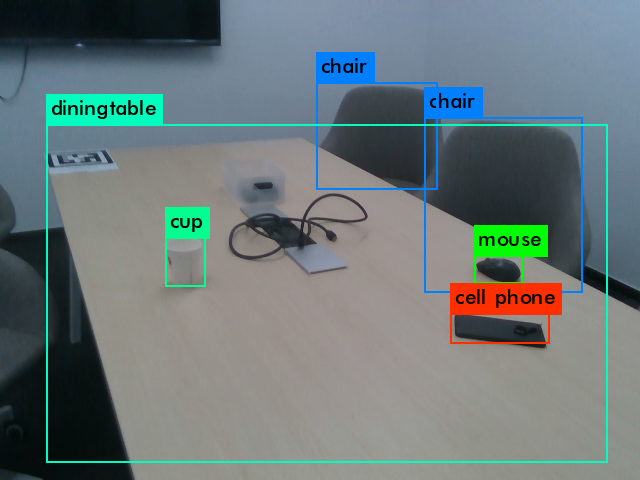 chair
chair
diningtable
cup
mouse
cell phone